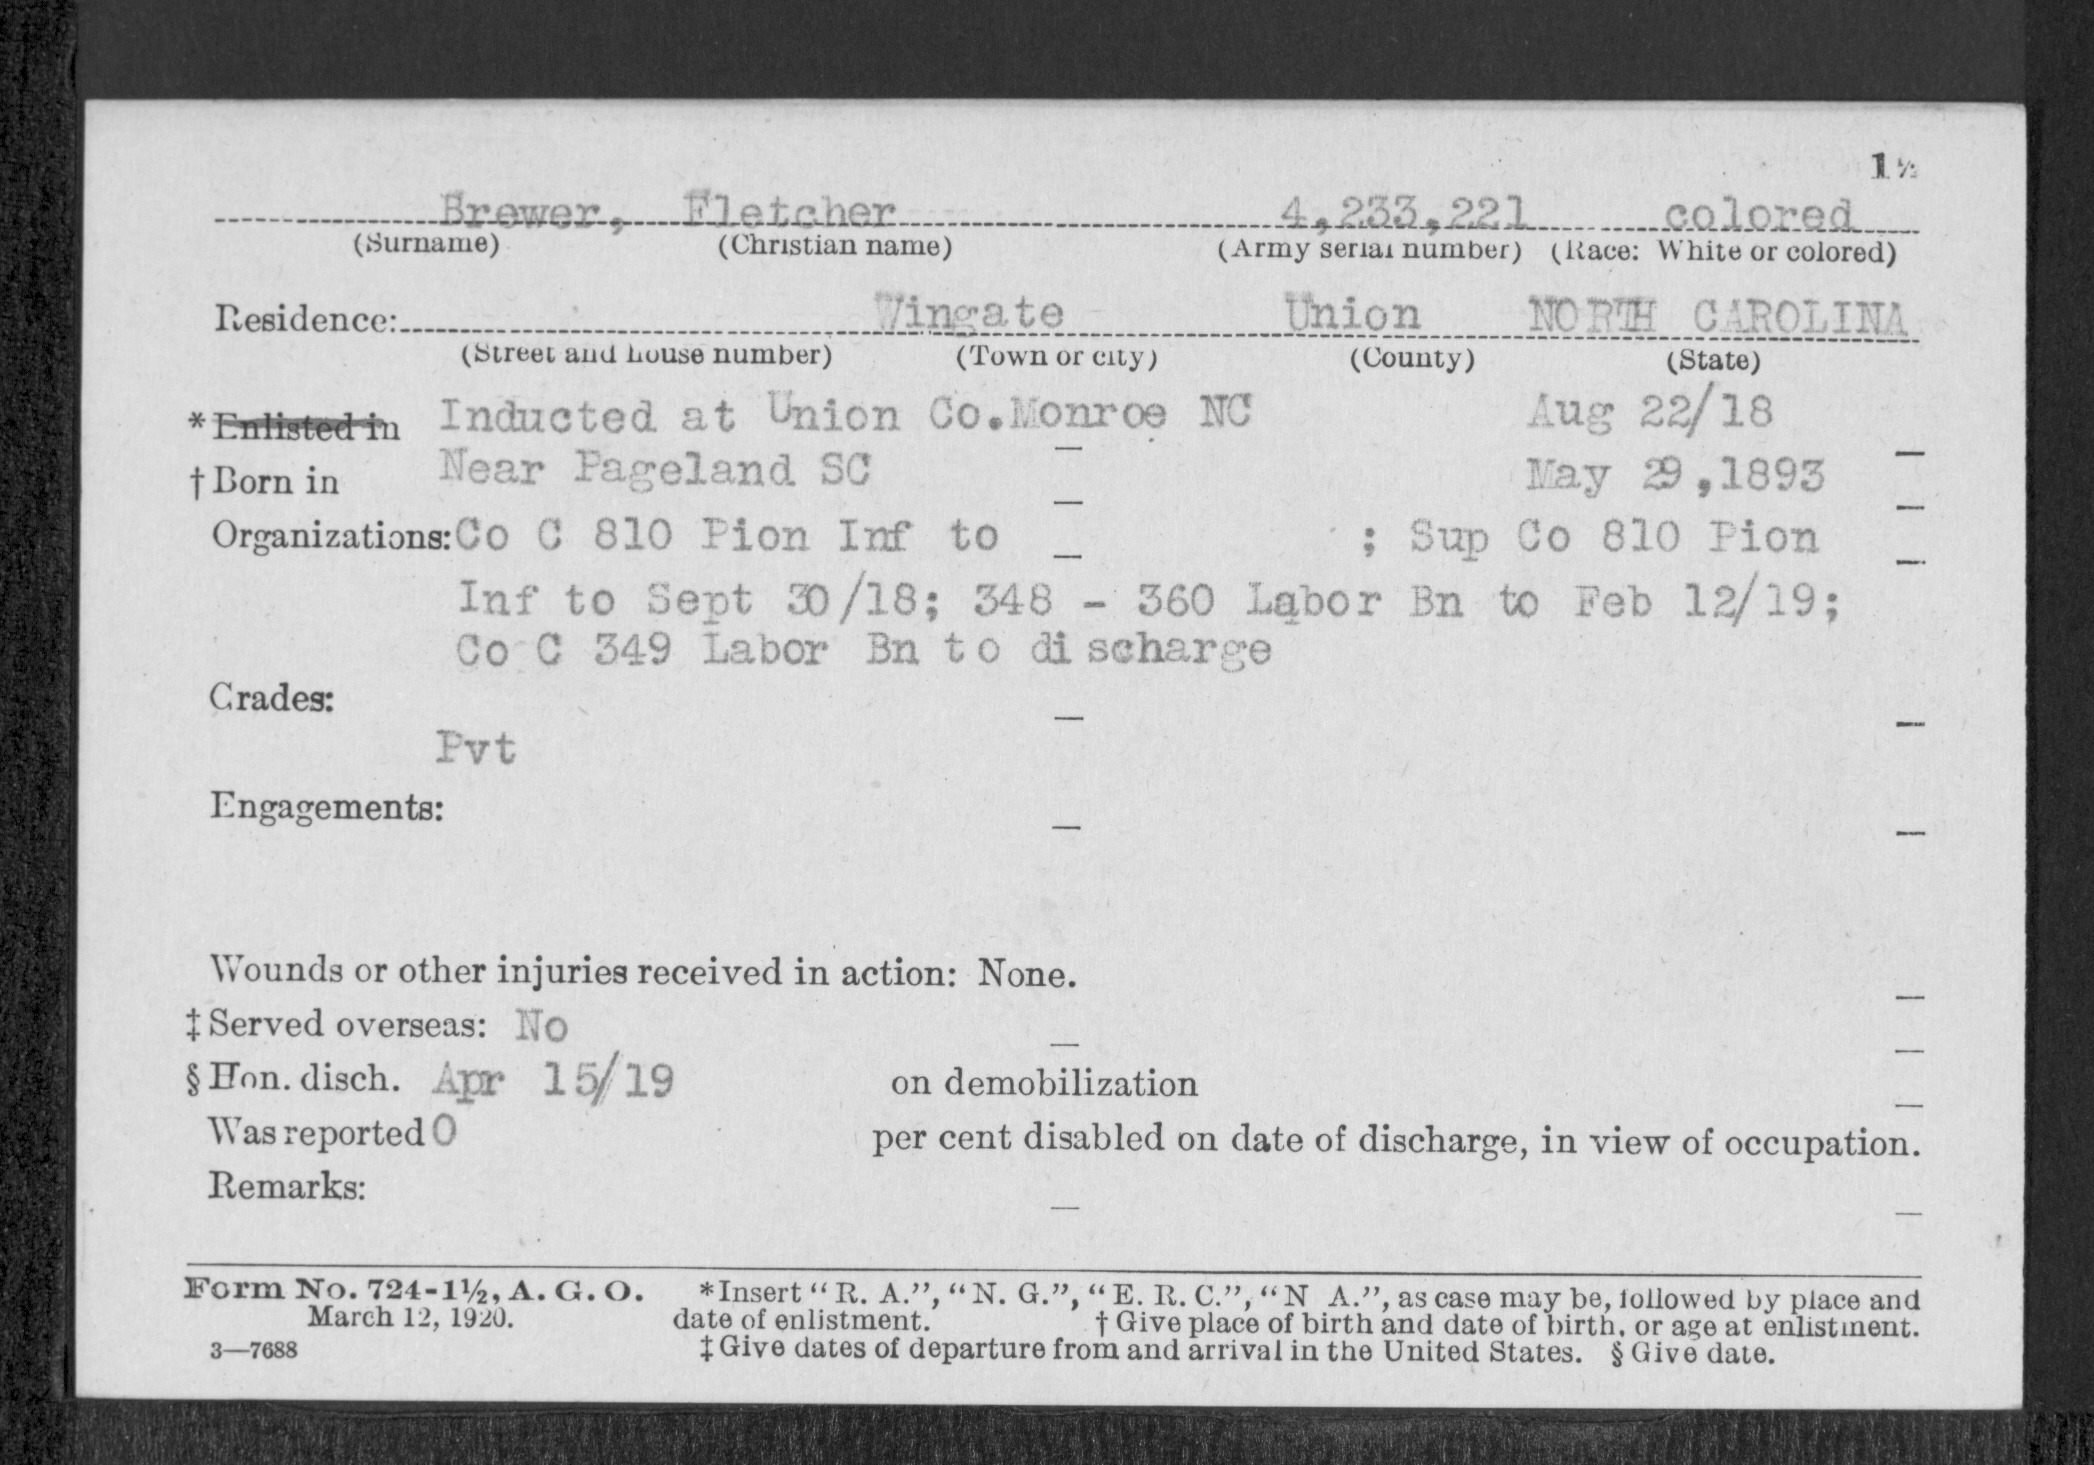 1½
Brewer, Fletcher 4,233,221 colored
(Surname) (Christian name) (Army serial number) (Race: White or colored)
Residence: Wingate Union NORTH CAROLINA
(Street and house number) (Town or city) (County) (State)
*Enlisted in Inducted at Union Co.Monroe NC Aug 22/18
†Born in Near Pageland SC May 29,1893
Organizations: Co C 810 Pion Inf to ; Sup Co 810 Pion
Inf to Sept 30/18; 348 - 360 Labor Bn to Feb 12/19;
Co C 349 Labor Bn to discharge
Grades:
Pvt
Engagements:
Wounds or other injuries received in action: None.
‡Served overseas: No
§Hon. disch. Apr 15/19 on demobilization
Was reported 0 per cent disabled on date of discharge, in view of occupation.
Remarks:
Form No. 724-1½, A. G. O. *Insert "R. A.", "N. G.", "E. R. C.", "N A.", as case may be, followed by place and
March 12, 1920. date of enlistment. †Give place of birth and date of birth, or age at enlistment.
3—7688 ‡Give dates of departure from and arrival in the United States. §Give date.